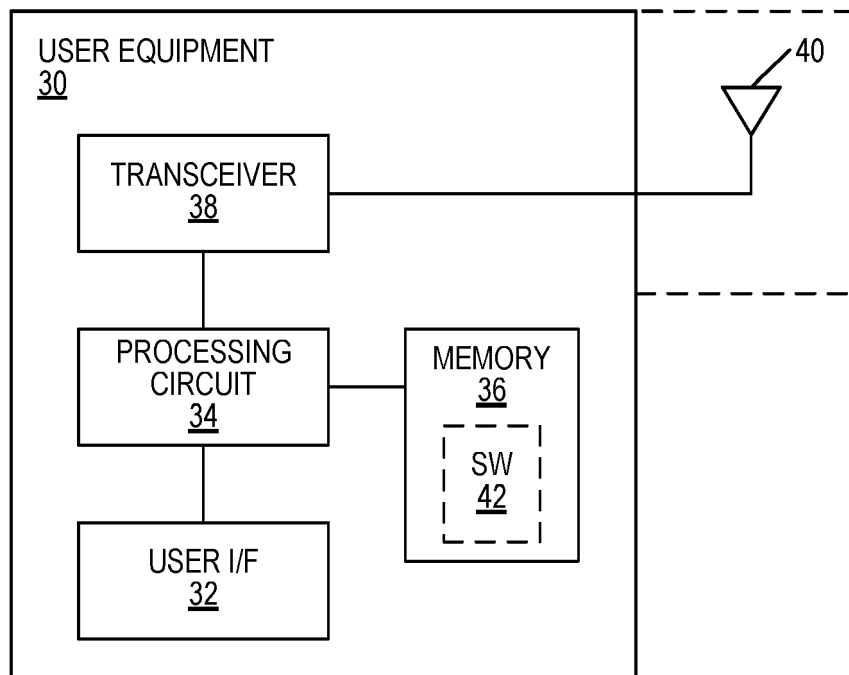 USER EQUIPMENT
30
40
TRANSCEIVER
38
PROCESSING
CIRCUIT
34
MEMORY
36
SW
42
USER I/F
32